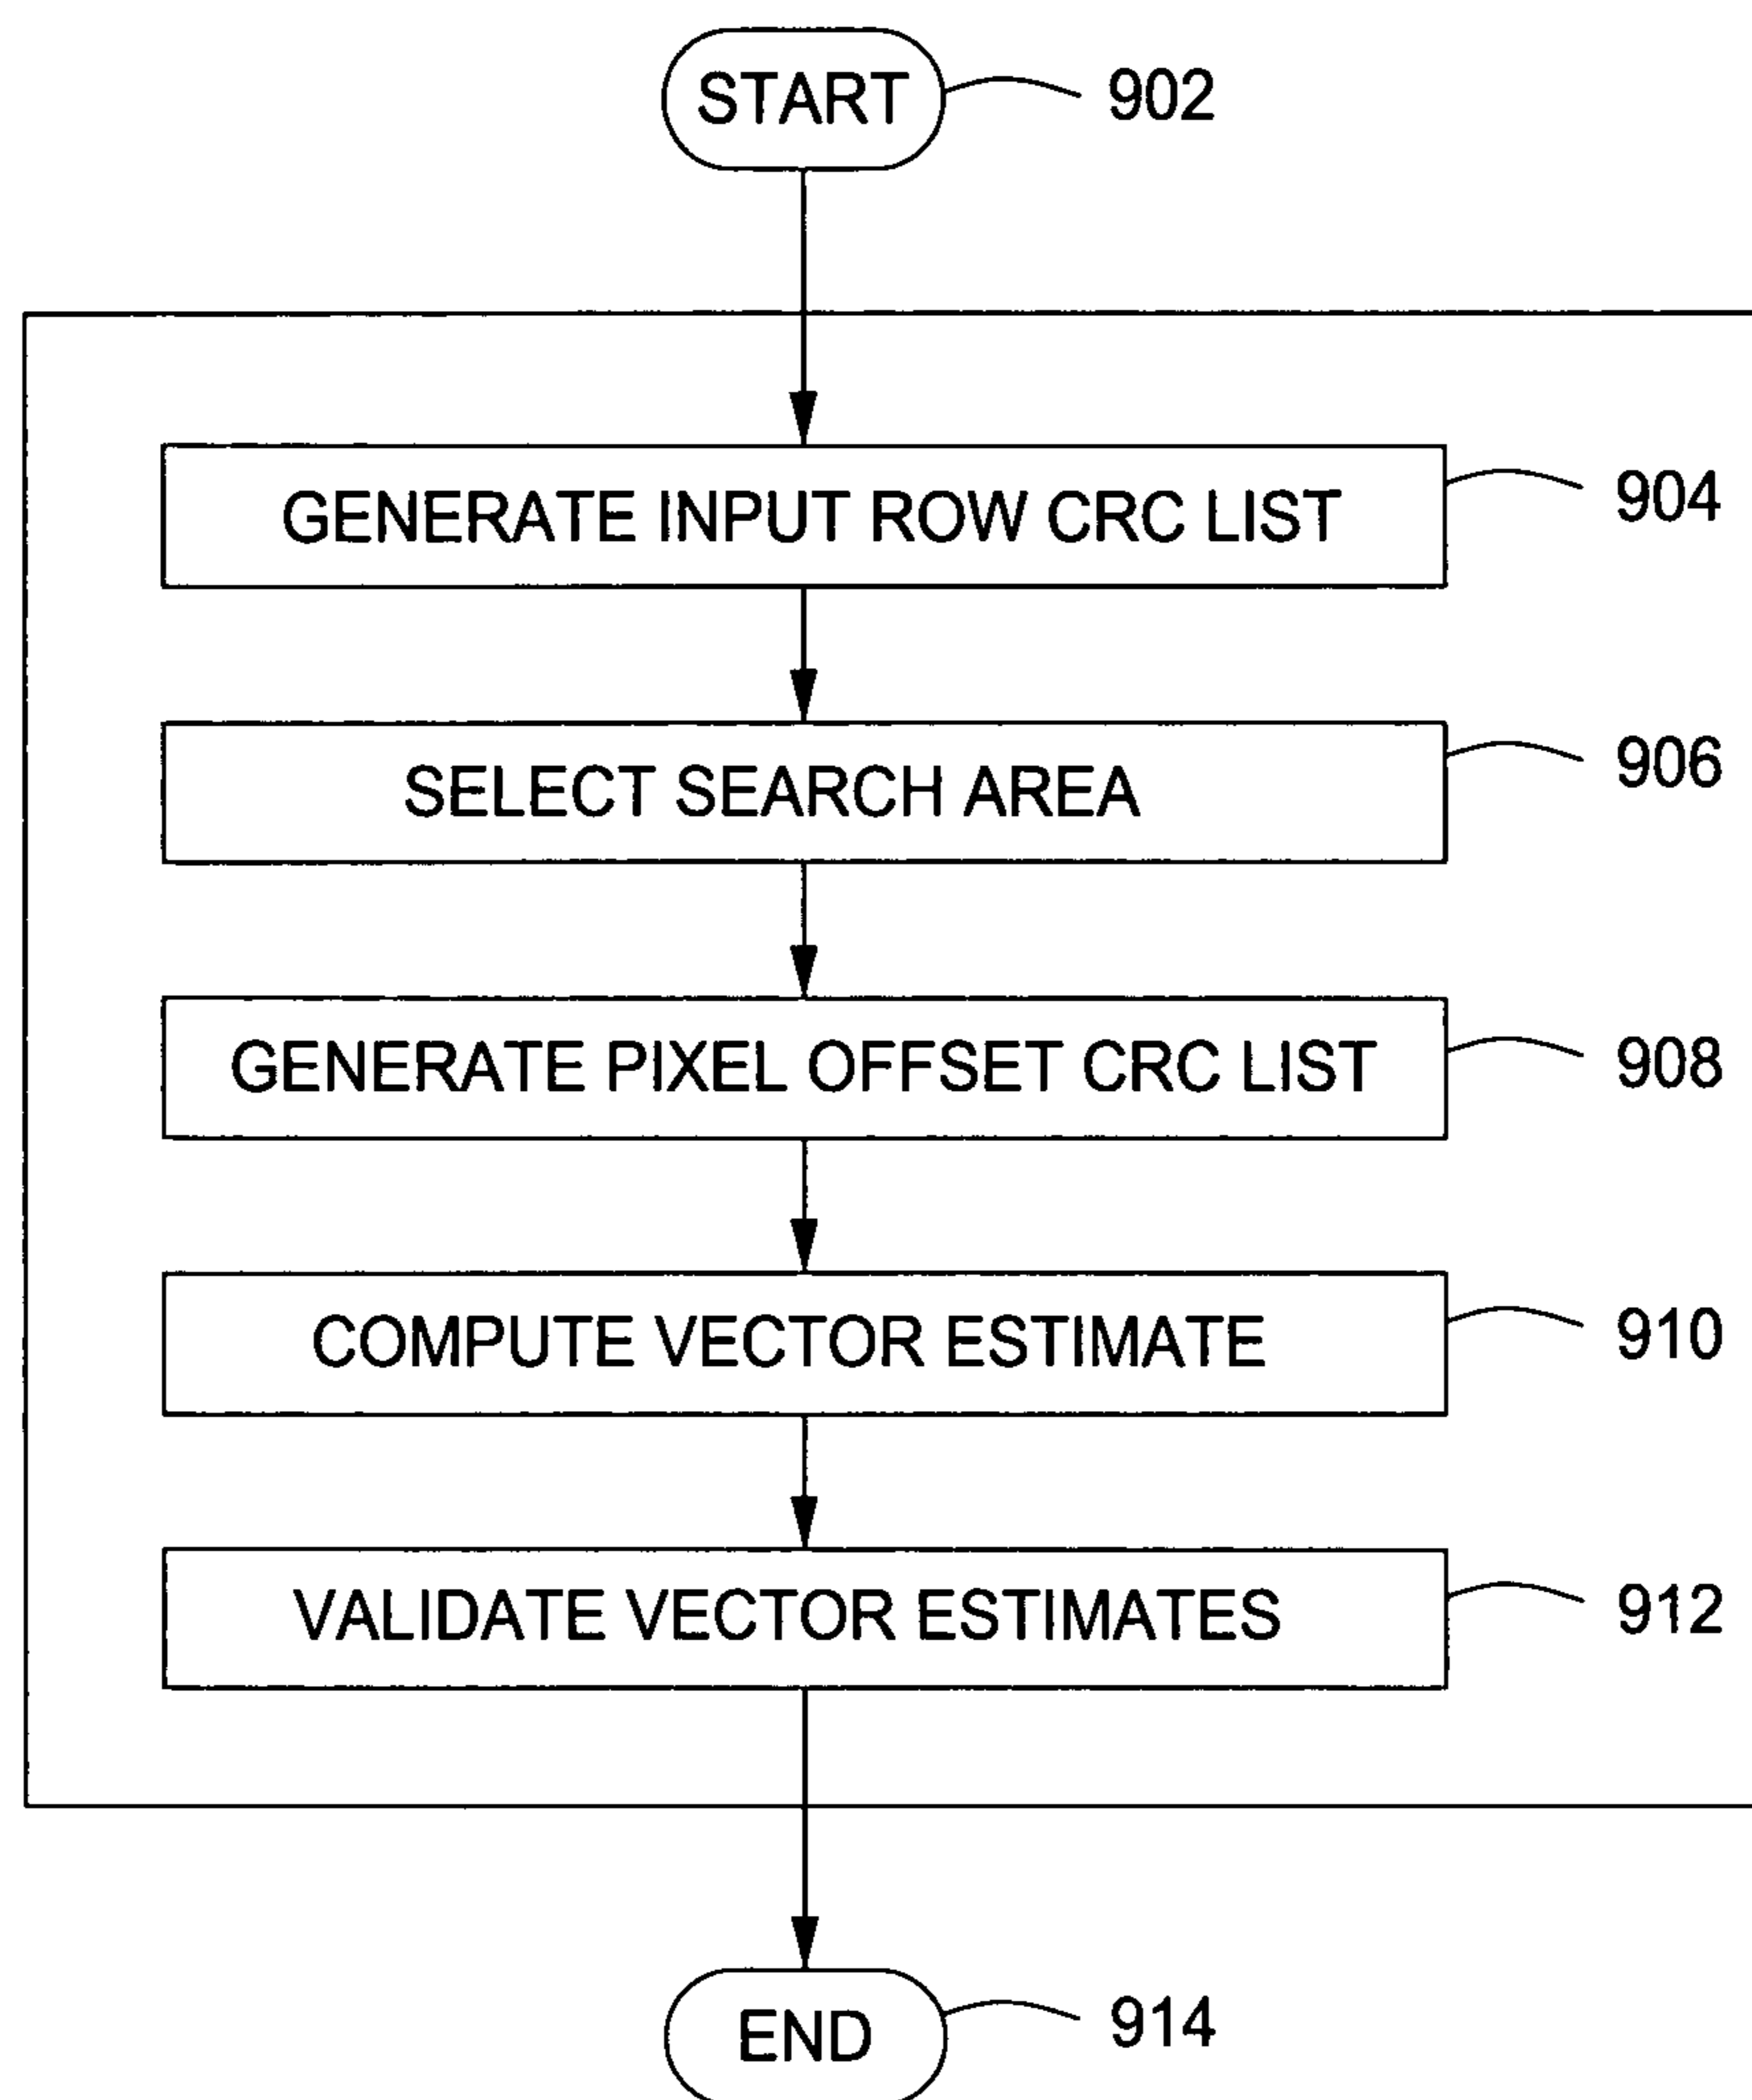 START 902
GENERATE INPUT ROW CRC LIST 904
SELECT SEARCH AREA 906
GENERATE PIXEL OFFSET CRC LIST 908
COMPUTE VECTOR ESTIMATE 910
VALIDATE VECTOR ESTIMATES 912
END 914